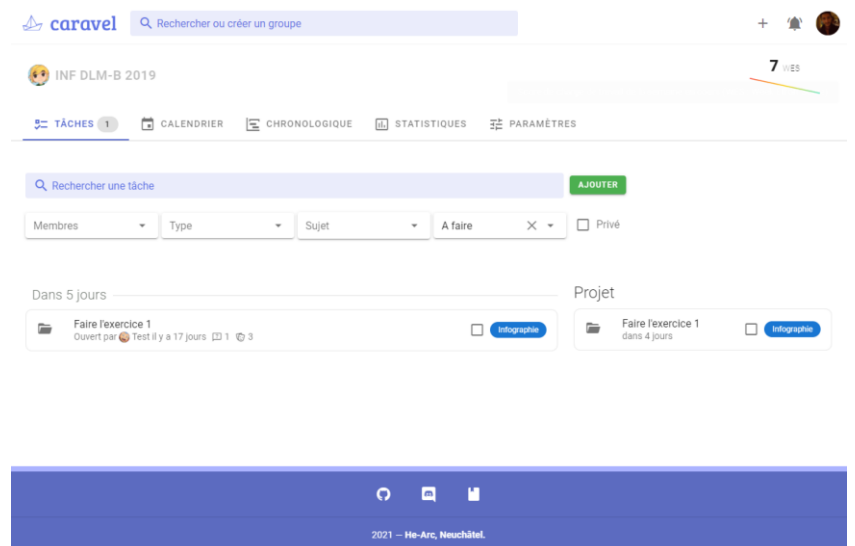 caravel
Rechercher ou créer un groupe
INF DLM-B 2019
7 WES
TÂCHES 1
CALENDRIER
CHRONOLOGIQUE
STATISTIQUES
PARAMÈTRES
Rechercher une tâche
AJOUTER
Membres
Type
Sujet
A faire
Privé
Dans 5 jours
Faire l'exercice 1
Ouvert par Test il y a 17 jours 1 3
Infographie
Projet
Faire l'exercice 1
dans 4 jours
Infographie
2021 — He-Arc, Neuchâtel.